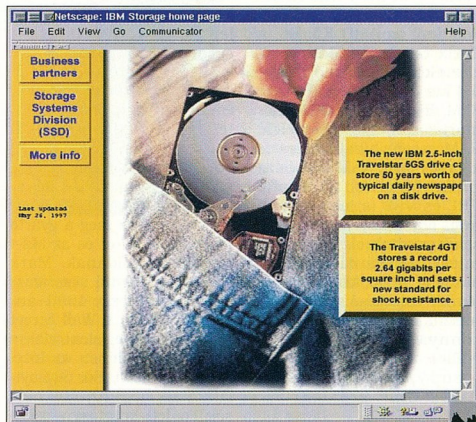 Netscape: IBM Storage home page
File Edit View Go Communicator Help
Business
partners
Storage
Systems
Division
(SSD)
More info
Last updated
May 26, 1997
The new IBM 2.5-inch
Travelstar 5GS drive ca
store 50 years worth of
typical daily newspape
on a disk drive.
The Travelstar 4GT
stores a record
2.64 gigabits per
square inch and sets a
new standard for
shock resistance.